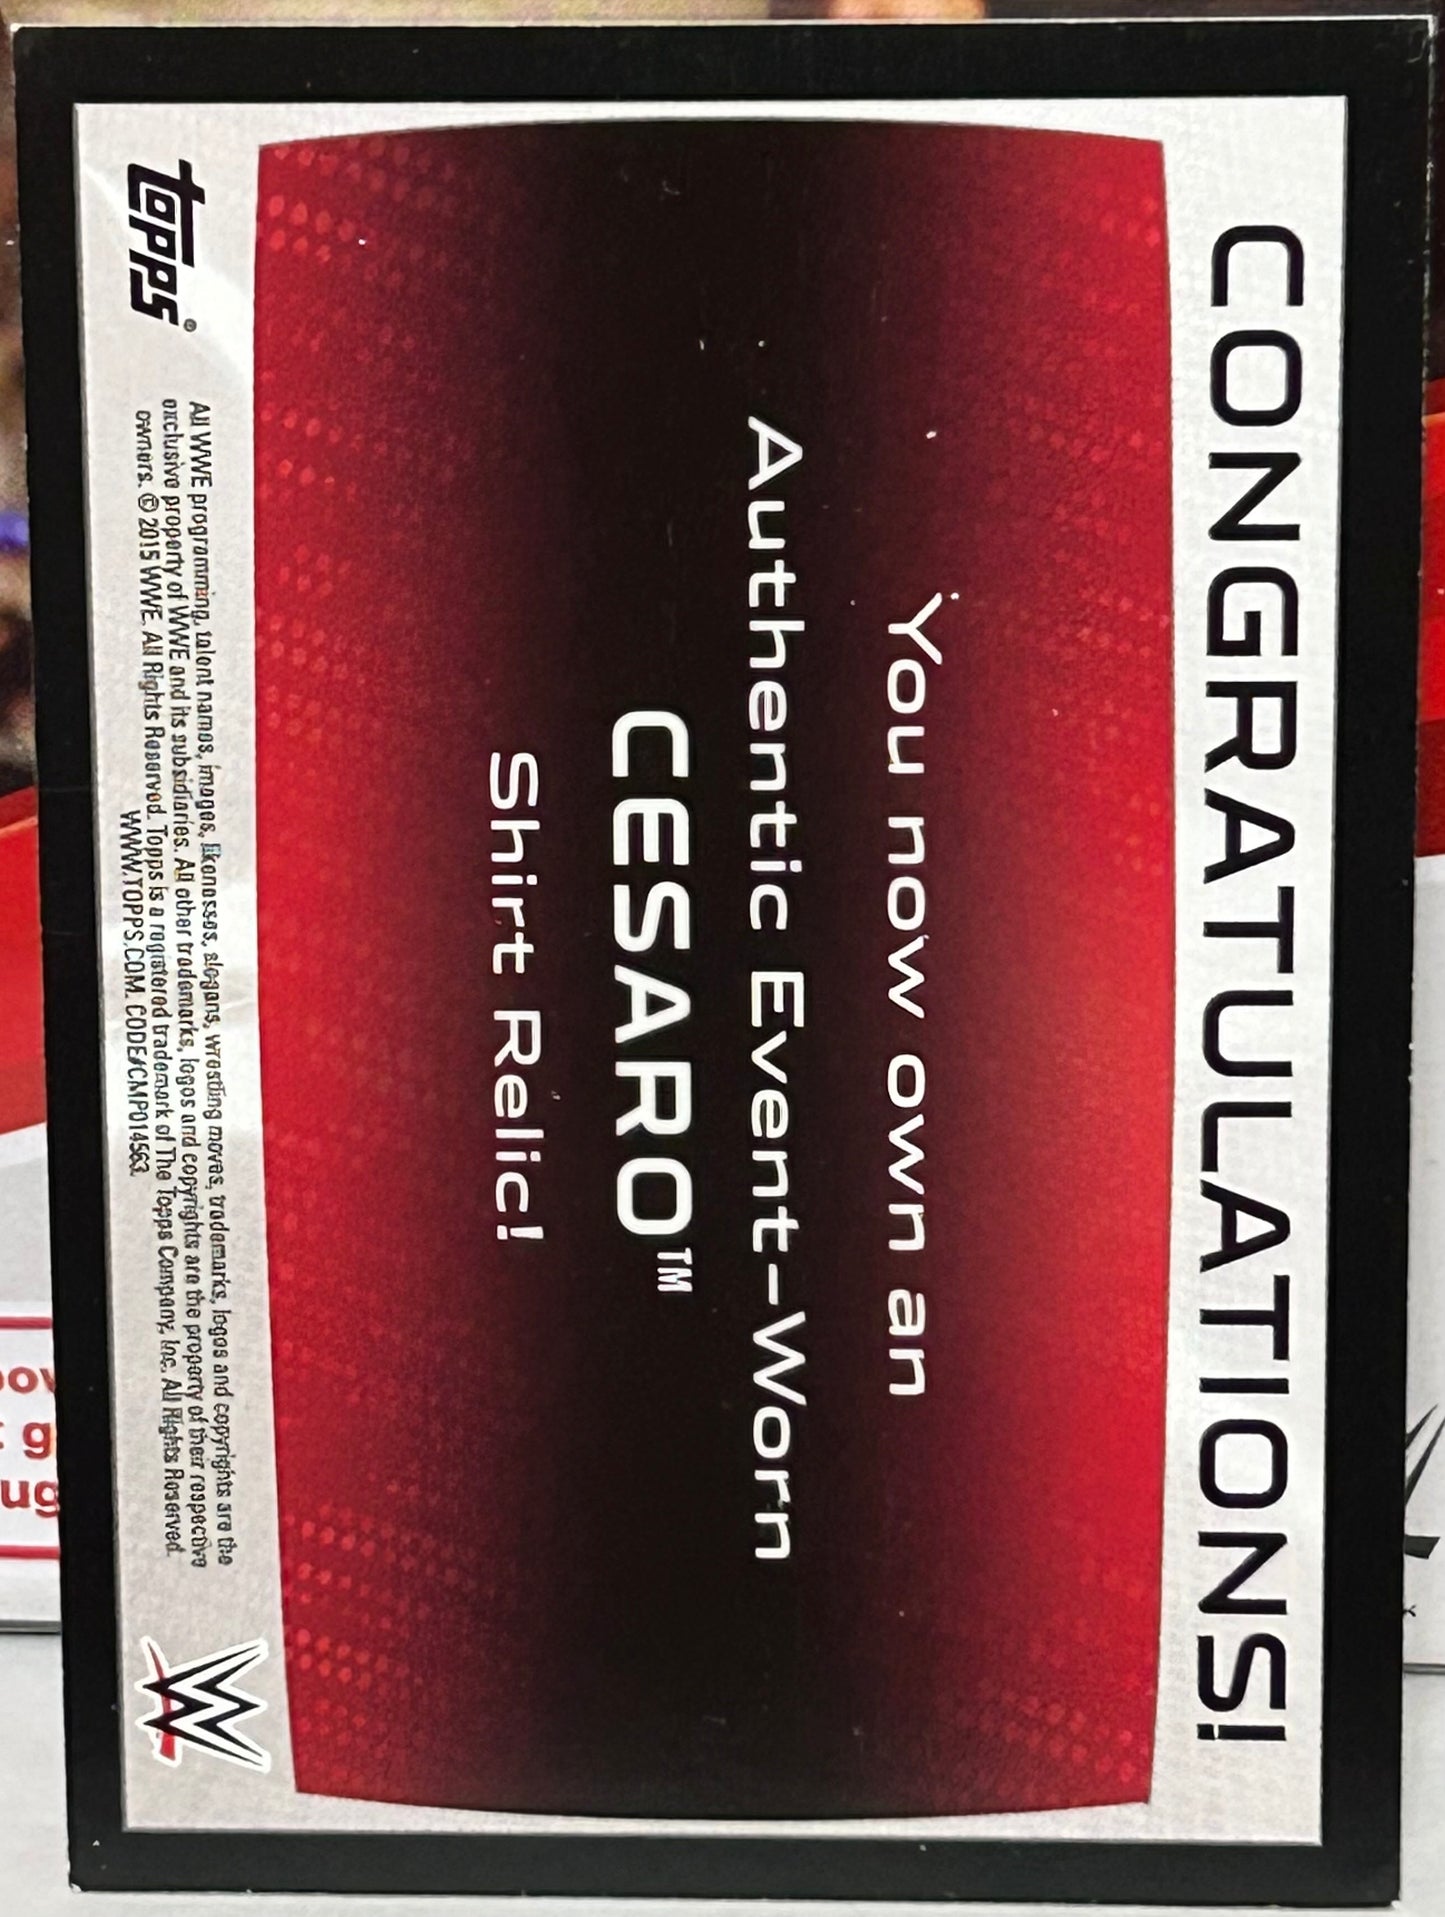 CONGRATULATIONS!
You now own an
Authentic Event-Worn
CESARO™
Shirt Relic!
topps®
All WWE programming, talent names, images, likenesses, slogans, wrestling moves, trademarks, logos and copyrights are the
exclusive property of WWE and its subsidiaries. All other trademarks, logos and copyrights are the property of their respective
owners. © 2015 WWE. All Rights Reserved. Topps is a registered trademark of The Topps Company, Inc. All Rights Reserved.
WWW.TOPPS.COM. CODE#CMP014563.
W